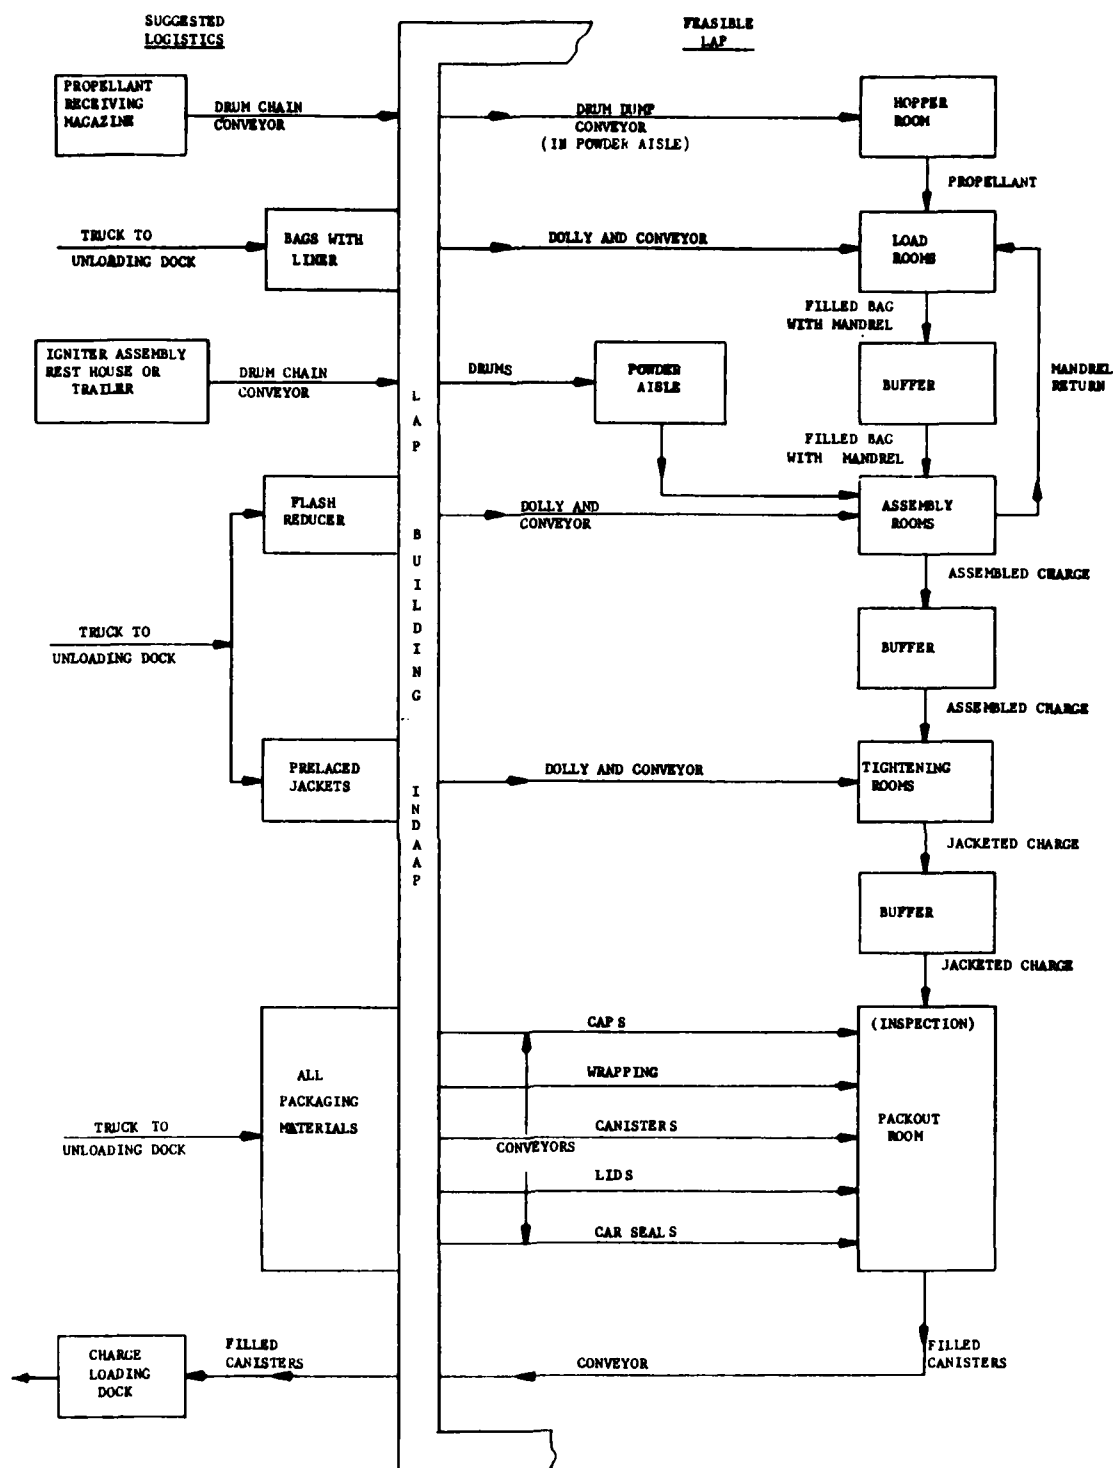 SUGGESTED
LOGISTICS
FEASIBLE
LAP
PROPELLANT
RECEIVING
MAGAZINE
DRUM CHAIN
CONVEYOR
DRUM DUMP
CONVEYOR
(IN POWDER AISLE)
HOPPER
ROOM
PROPELLANT
TRUCK TO
UNLOADING DOCK
BAGS WITH
LINER
DOLLY AND CONVEYOR
LOAD
ROOMS
FILLED BAG
WITH MANDREL
IGNITER ASSEMBLY
REST HOUSE OR
TRAILER
DRUM CHAIN
CONVEYOR
DRUMS
POWDER
AISLE
BUFFER
MANDREL
RETURN
FILLED BAG
WITH MANDREL
FLASH
REDUCER
DOLLY AND
CONVEYOR
ASSEMBLY
ROOMS
ASSEMBLED CHARGE
TRUCK TO
UNLOADING DOCK
BUFFER
ASSEMBLED CHARGE
PRELACED
JACKETS
DOLLY AND CONVEYOR
TIGHTENING
ROOMS
JACKETED CHARGE
BUFFER
JACKETED CHARGE
LAP BUILDING INDAAP
ALL
PACKAGING
MATERIALS
TRUCK TO
UNLOADING DOCK
CAPS
WRAPPING
CANISTERS
CONVEYORS
LIDS
CAR SEALS
(INSPECTION)
PACKOUT
ROOM
CHARGE
LOADING
DOCK
FILLED
CANISTERS
CONVEYOR
FILLED
CANISTERS